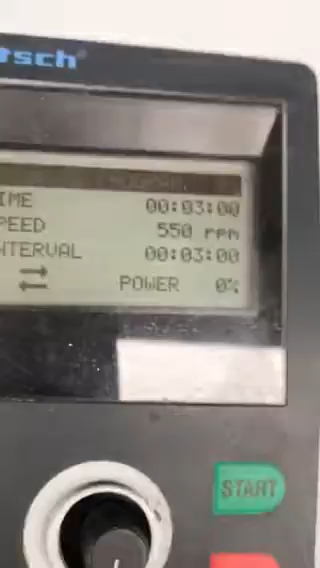 tsch
IME 00:03:00
PEED 550 rpm
NTERVAL 00:03:00
POWER 0%
START